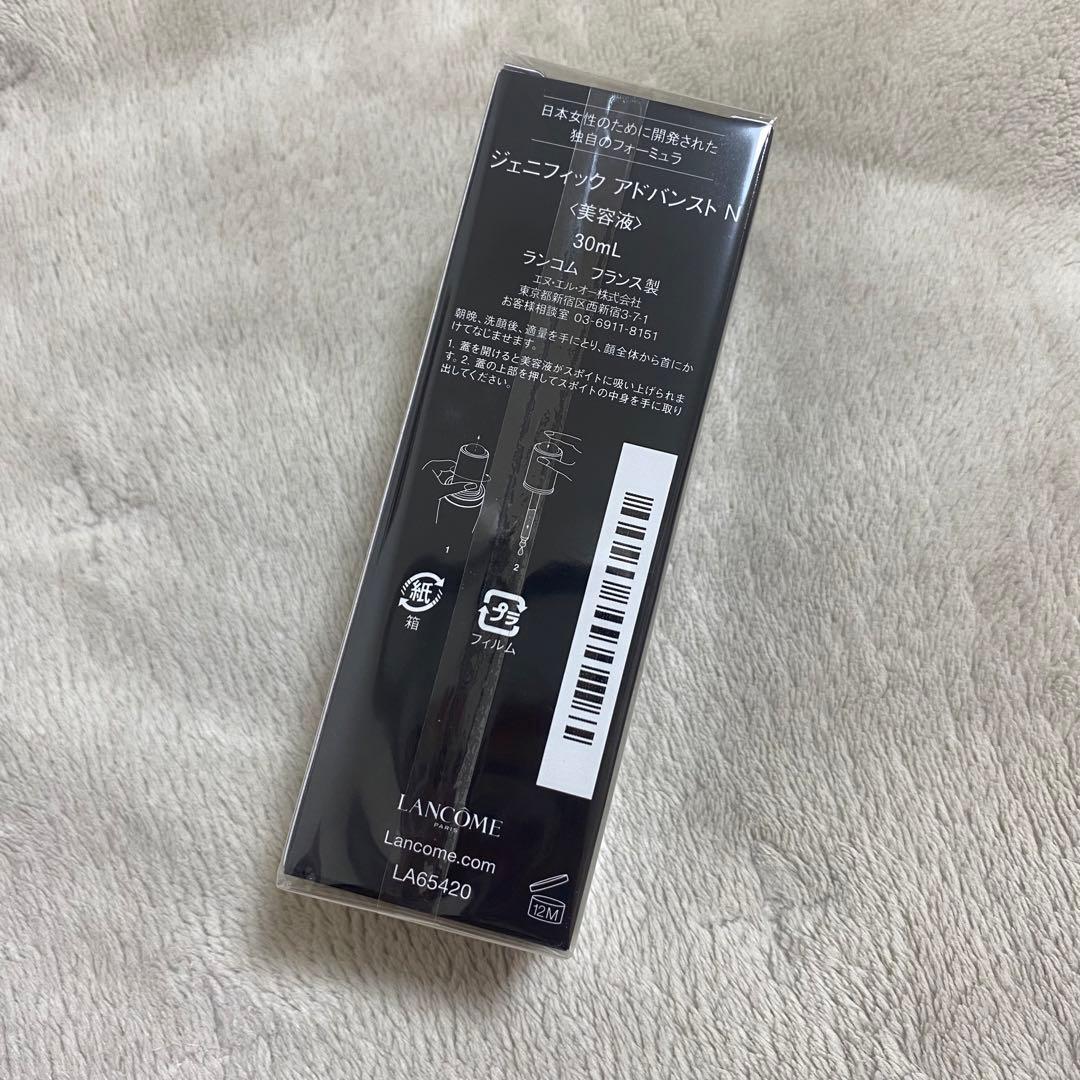 日本女性のために開発された
独自のフォーミュラ
ジェニフィック アドバンスト N
〈美容液〉
30mL
ランコム フランス製
エヌ・エル・オー株式会社
東京都新宿区西新宿3-7-1
お客様相談室 03-6911-8151
朝晩、洗顔後、適量を手にとり、顔全体から首にか
けてなじませます。
1. 蓋を開けると美容液がスポイトに吸い上げられま
す。2. 蓋の上部を押してスポイトの中身を手に取り
出してください。
1
2
紙
箱
プラ
フィルム
LANCÔME
PARIS
Lancome.com
LA65420
12M